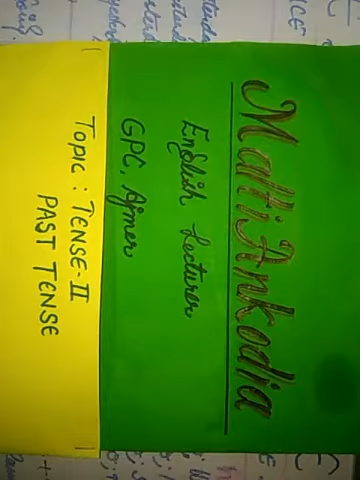 Malti Ankodia
English Lecturer
GPC, Ajmer
Topic : TENSE-II
PAST TENSE